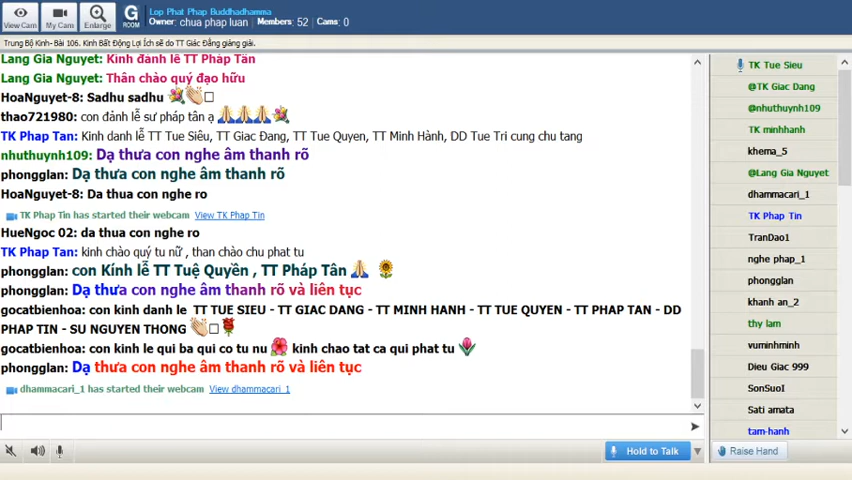 View Cam
My Cam
Enlarge
G
ROOM
Lop Phat Phap Buddhadhamma
Owner: chua phap luan Members: 52 Cams: 0
Trung Bộ Kinh- Bài 106. Kinh Bất Động Lợi Ích sẽ do TT Giác Đẳng giảng giải.
Lang Gia Nguyet: Kính đảnh lễ TT Pháp Tân
Lang Gia Nguyet: Thân chào quý đạo hữu
HoaNguyet-8: Sadhu sadhu
thao721980: con đảnh lễ sư pháp tân ạ
TK Phap Tan: Kinh danh lễ TT Tue Siêu, TT Giac Đang, TT Tue Quyen, TT Minh Hành, DD Tue Tri cung chu tang
nhuthuynh109: Dạ thưa con nghe âm thanh rõ
phongglan: Dạ thưa con nghe âm thanh rõ
HoaNguyet-8: Da thua con nghe ro
TK Phap Tin has started their webcam View TK Phap Tin
HueNgoc 02: da thua con nghe ro
TK Phap Tan: kinh chào quý tu nữ , than chào chu phat tu
phongglan: con Kính lễ TT Tuệ Quyền , TT Pháp Tân
phongglan: Dạ thưa con nghe âm thanh rõ và liên tục
gocatbienhoa: con kinh danh le TT TUE SIEU - TT GIAC DANG - TT MINH HANH - TT TUE QUYEN - TT PHAP TAN - DD
PHAP TIN - SU NGUYEN THONG
gocatbienhoa: con kinh le qui ba qui co tu nu kinh chao tat ca qui phat tu
phongglan: Dạ thưa con nghe âm thanh rõ và liên tục
dhammacari_1 has started their webcam View dhammacari_1
Hold to Talk
TK Tue Sieu
@TK Giac Dang
@nhuthuynh109
TK minhhanh
khema_5
@Lang Gia Nguyet
dhammacari_1
TK Phap Tin
TranDao1
nghe phap_1
phongglan
khanh an_2
thy lam
vuminhminh
Dieu Giac 999
SonSuoI
Sati amata
tam-hanh
Raise Hand